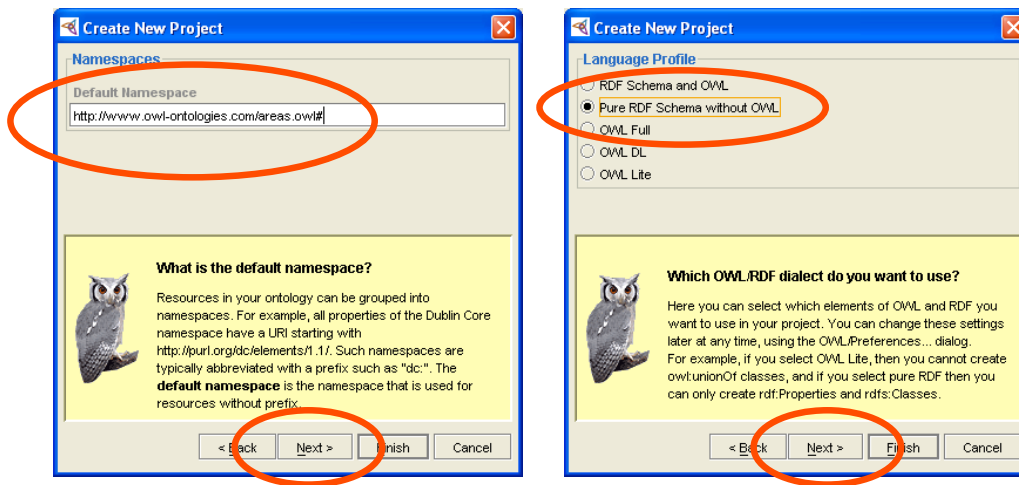 Create New Project
Namespaces
Default Namespace
http://www.owl-ontologies.com/areas.owl#
What is the default namespace?
Resources in your ontology can be grouped into
namespaces. For example, all properties of the Dublin Core
namespace have a URI starting with
http://purl.org/dc/elements/1.1/. Such namespaces are
typically abbreviated with a prefix such as "dc:". The
default namespace is the namespace that is used for
resources without prefix.
< Back Next > Finish Cancel
Create New Project
Language Profile
RDF Schema and OWL
Pure RDF Schema without OWL
OWL Full
OWL DL
OWL Lite
Which OWL/RDF dialect do you want to use?
Here you can select which elements of OWL and RDF you
want to use in your project. You can change these settings
later at any time, using the OWL/Preferences... dialog.
For example, if you select OWL Lite, then you cannot create
owl:unionOf classes, and if you select pure RDF then you
can only create rdf:Properties and rdfs:Classes.
< Back Next > Finish Cancel